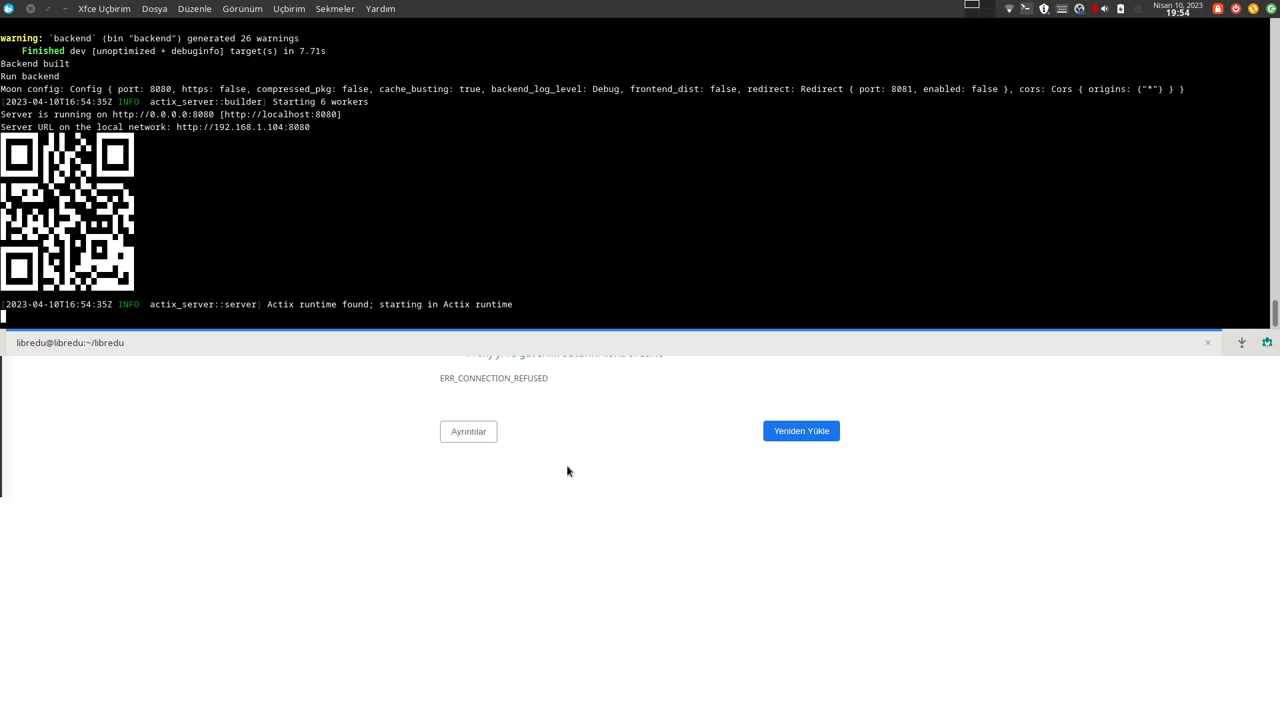 Xfce Uçbirim Dosya Düzenle Görünüm Uçbirim Sekmeler Yardım
Nisan 10, 2023
19:54
warning: `backend` (bin "backend") generated 26 warnings
Finished dev [unoptimized + debuginfo] target(s) in 7.71s
Backend built
Run backend
Moon config: Config { port: 8080, https: false, compressed_pkg: false, cache_busting: true, backend_log_level: Debug, frontend_dist: false, redirect: Redirect { port: 8081, enabled: false }, cors: Cors { origins: {"*"} } }
[2023-04-10T16:54:35Z INFO  actix_server::builder] Starting 6 workers
Server is running on http://0.0.0.0:8080 [http://localhost:8080]
Server URL on the local network: http://192.168.1.104:8080
[2023-04-10T16:54:35Z INFO  actix_server::server] Actix runtime found; starting in Actix runtime
libredu@libredu:~/libredu
ERR_CONNECTION_REFUSED
Ayrıntılar
Yeniden Yükle